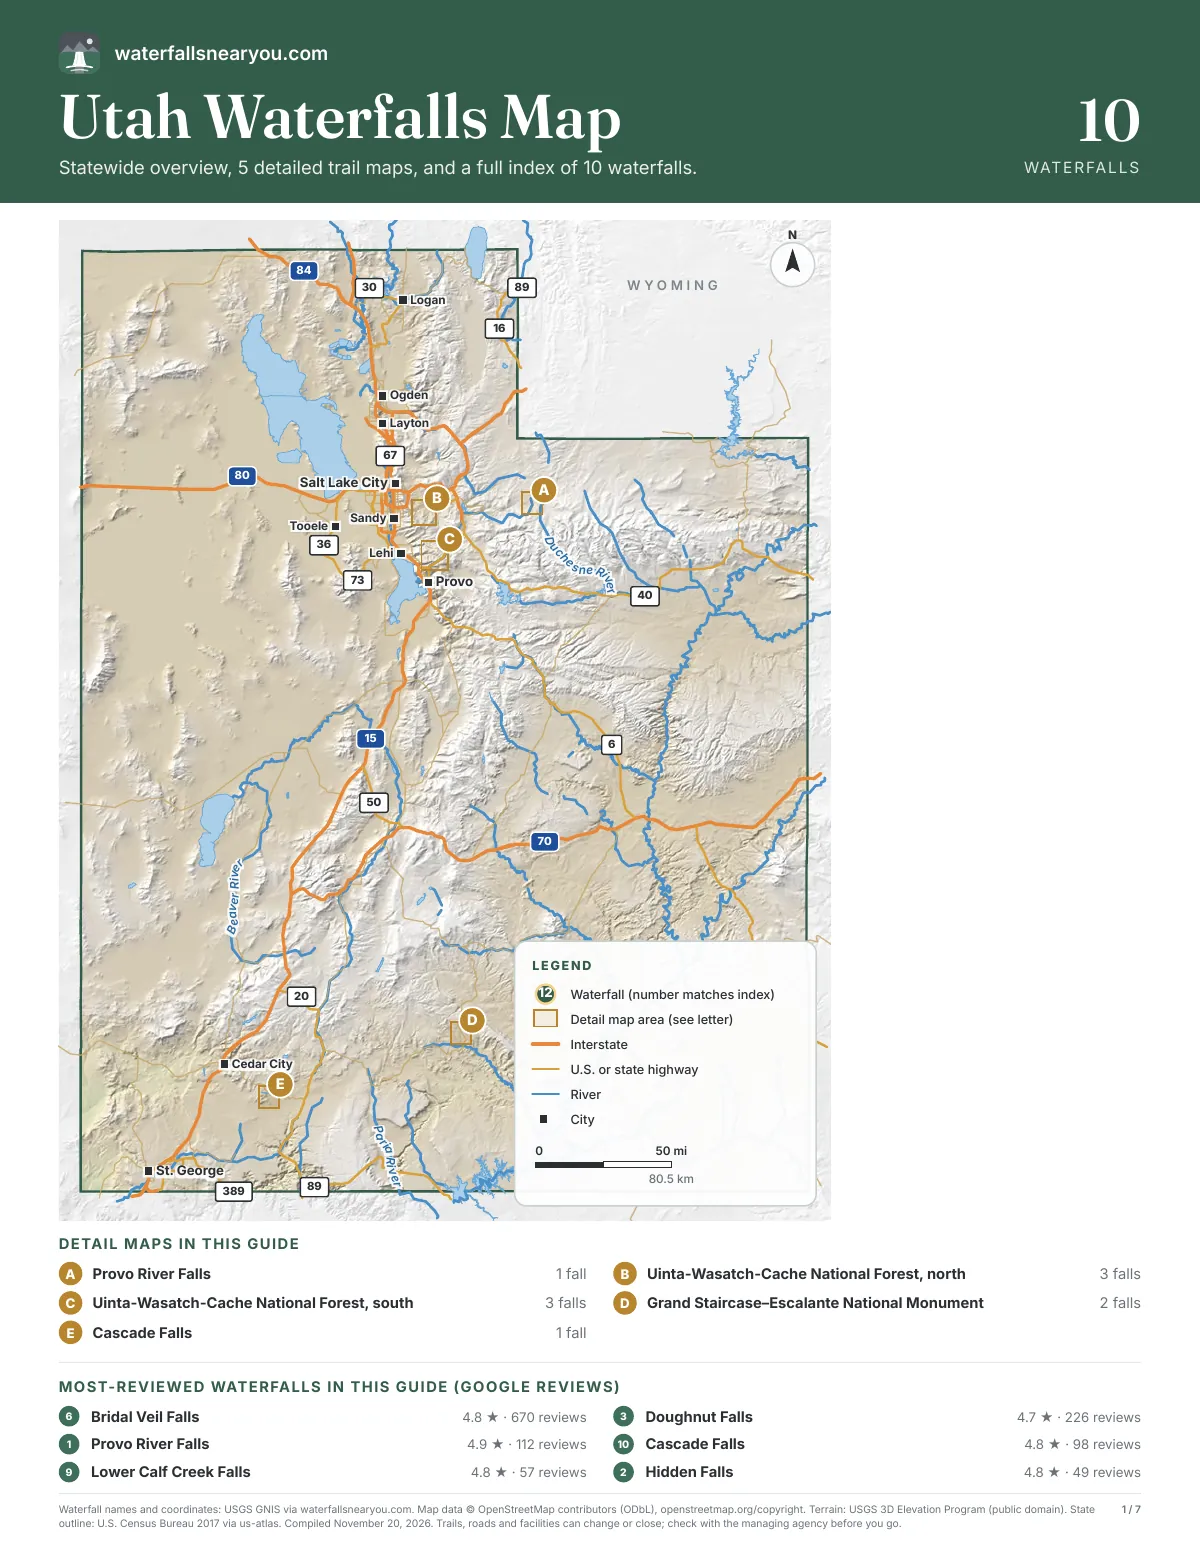 waterfallsnearyou.com
Utah Waterfalls Map
10
Statewide overview, 5 detailed trail maps, and a full index of 10 waterfalls.
WATERFALLS
N
WYOMING
84
30
89
Logan
16
Ogden
Layton
67
80
Salt Lake City
B
A
Sandy
Tooele
36
C
Lehi
Duchesne River
73
Provo
40
15
6
50
70
Beaver River
20
D
Cedar City
E
Paria River
St. George
389
89
LEGEND
12 Waterfall (number matches index)
Detail map area (see letter)
Interstate
U.S. or state highway
River
City
0 50 mi
80.5 km
DETAIL MAPS IN THIS GUIDE
A Provo River Falls 1 fall
B Uinta-Wasatch-Cache National Forest, north 3 falls
C Uinta-Wasatch-Cache National Forest, south 3 falls
D Grand Staircase–Escalante National Monument 2 falls
E Cascade Falls 1 fall
MOST-REVIEWED WATERFALLS IN THIS GUIDE (GOOGLE REVIEWS)
6 Bridal Veil Falls 4.8 ★ · 670 reviews
3 Doughnut Falls 4.7 ★ · 226 reviews
1 Provo River Falls 4.9 ★ · 112 reviews
10 Cascade Falls 4.8 ★ · 98 reviews
9 Lower Calf Creek Falls 4.8 ★ · 57 reviews
2 Hidden Falls 4.8 ★ · 49 reviews
Waterfall names and coordinates: USGS GNIS via waterfallsnearyou.com. Map data © OpenStreetMap contributors (ODbL), openstreetmap.org/copyright. Terrain: USGS 3D Elevation Program (public domain). State
outline: U.S. Census Bureau 2017 via us-atlas. Compiled November 20, 2026. Trails, roads and facilities can change or close; check with the managing agency before you go.
1 / 7